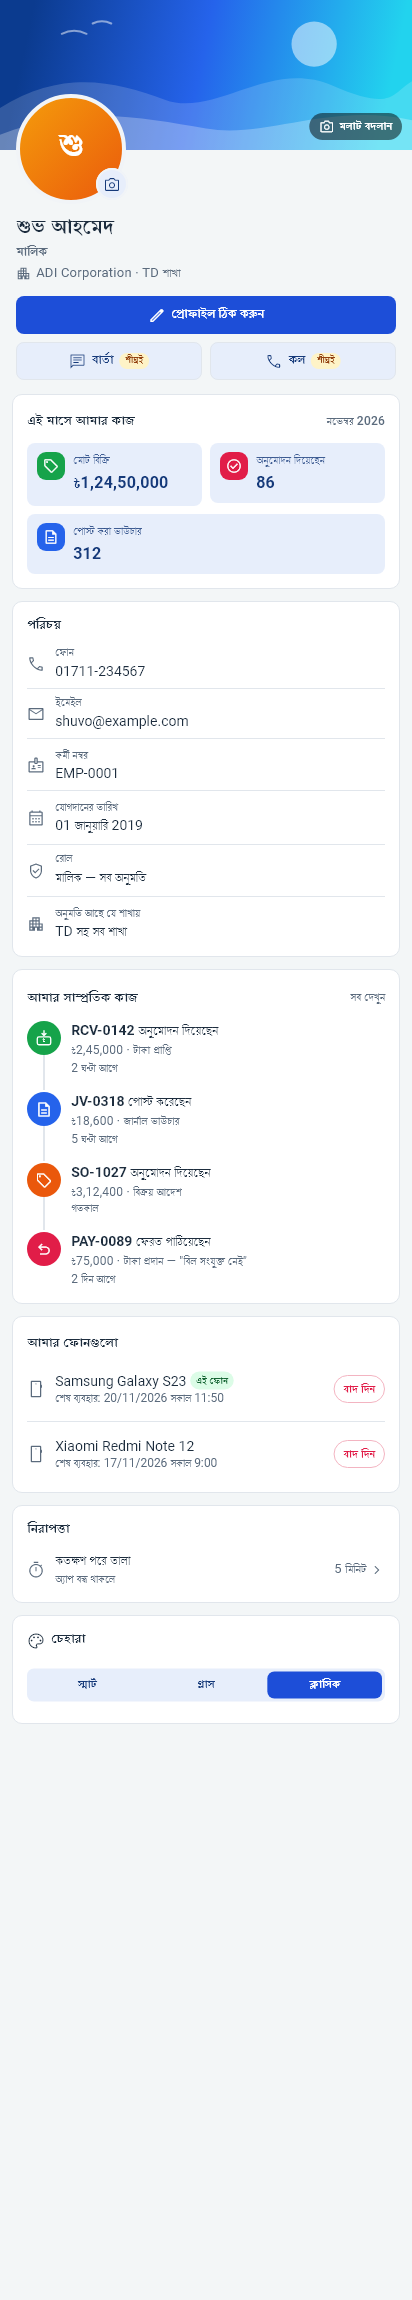 মলাট বদলান
শু
শুভ আহমেদ
মালিক
ADI Corporation · TD শাখা
প্রোফাইল ঠিক করুন
বার্তা শীঘ্রই
কল শীঘ্রই
এই মাসে আমার কাজ
নভেম্বর 2026
মোট বিক্রি
৳1,24,50,000
অনুমোদন দিয়েছেন
86
পোস্ট করা ভাউচার
312
পরিচয়
ফোন
01711-234567
ইমেইল
shuvo@example.com
কর্মী নম্বর
EMP-0001
যোগদানের তারিখ
01 জানুয়ারি 2019
রোল
মালিক — সব অনুমতি
অনুমতি আছে যে শাখায়
TD সহ সব শাখা
আমার সাম্প্রতিক কাজ
সব দেখুন
RCV-0142 অনুমোদন দিয়েছেন
৳2,45,000 · টাকা প্রাপ্তি
2 ঘণ্টা আগে
JV-0318 পোস্ট করেছেন
৳18,600 · জার্নাল ভাউচার
5 ঘণ্টা আগে
SO-1027 অনুমোদন দিয়েছেন
৳3,12,400 · বিক্রয় আদেশ
গতকাল
PAY-0089 ফেরত পাঠিয়েছেন
৳75,000 · টাকা প্রদান — "বিল সংযুক্ত নেই"
2 দিন আগে
আমার ফোনগুলো
Samsung Galaxy S23 এই ফোন
শেষ ব্যবহার: 20/11/2026 সকাল 11:50
বাদ দিন
Xiaomi Redmi Note 12
শেষ ব্যবহার: 17/11/2026 সকাল 9:00
বাদ দিন
নিরাপত্তা
কতক্ষণ পরে তালা
অ্যাপ বন্ধ থাকলে
5 মিনিট
চেহারা
স্মার্ট
গ্লাস
ক্লাসিক